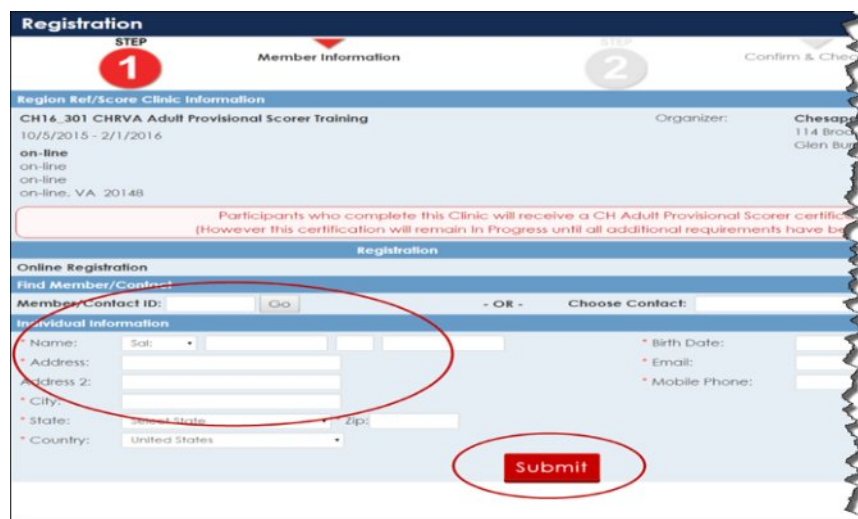 Registration
STEP
1
Member Information
STEP
2
Confirm & Chec
Region Ref/Score Clinic Information
CH16_301 CHRVA Adult Provisional Scorer Training
Organizer:
10/5/2015 - 2/1/2016
on-line
on-line
on-line
on-line, VA 20148
Chesape
114 Broc
Glen Bur
Participants who complete this Clinic will receive a CH Adult Provisional Scorer certific
(However this certification will remain In Progress until all additional requirements have be
Registration
Online Registration
Find Member/Contact
Member/Contact ID: Go - OR - Choose Contact:
Individual Information
* Name: Sal: * Birth Date:
* Address: * Email:
Address 2: * Mobile Phone:
* City:
* State: Select State * Zip:
* Country: United States
Submit